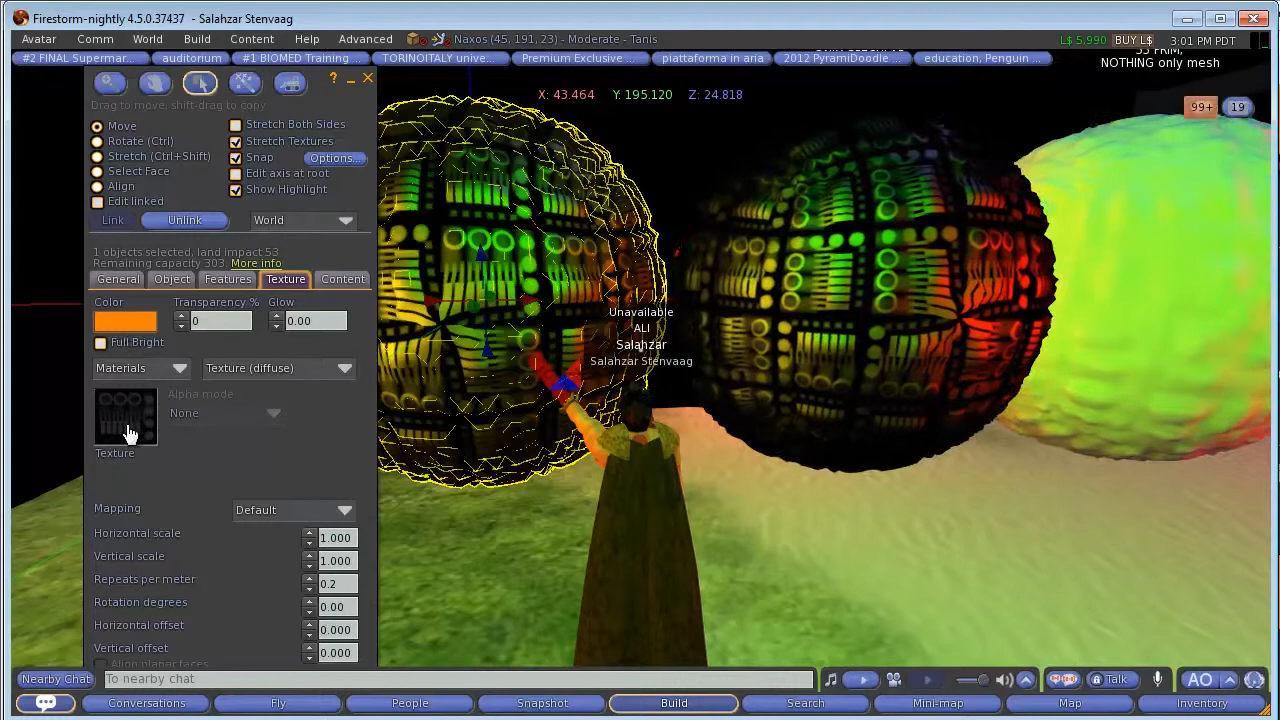 Firestorm-nightly 4.5.0.37437 - Salahzar Stenvaag
Avatar Comm World Build Content Help Advanced Naxos (45, 191, 23) - Moderate - Tanis L$ 5,990 BUY L$ 3:01 PM PDT
#2 FINAL Supermar... auditorium #1 BIOMED Training ... TORINOITALY unive... Premium Exclusive ... piattaforma in aria 2012 PyramiDoodle ... education, Penguin ...
NOTHING only mesh
? _ X
X: 43.464 Y: 195.120 Z: 24.818
99+ 19
Drag to move, shift-drag to copy
Move
Rotate (Ctrl)
Stretch (Ctrl+Shift)
Select Face
Align
Edit linked
Stretch Both Sides
Stretch Textures
Snap Options...
Edit axis at root
Show Highlight
Link Unlink World
1 objects selected, land impact 53
Remaining capacity 303. More info
General Object Features Texture Content
Color Transparency % Glow
0 0.00
Full Bright
Materials Texture (diffuse)
Alpha mode
None
Texture
Unavailable
ALI
Salahzar
Salahzar Stenvaag
Mapping Default
Horizontal scale 1.000
Vertical scale 1.000
Repeats per meter 0.2
Rotation degrees 0.00
Horizontal offset 0.000
Vertical offset 0.000
Align planar faces
Nearby Chat To nearby chat Talk AO
Conversations Fly People Snapshot Build Search Mini-map Map Inventory